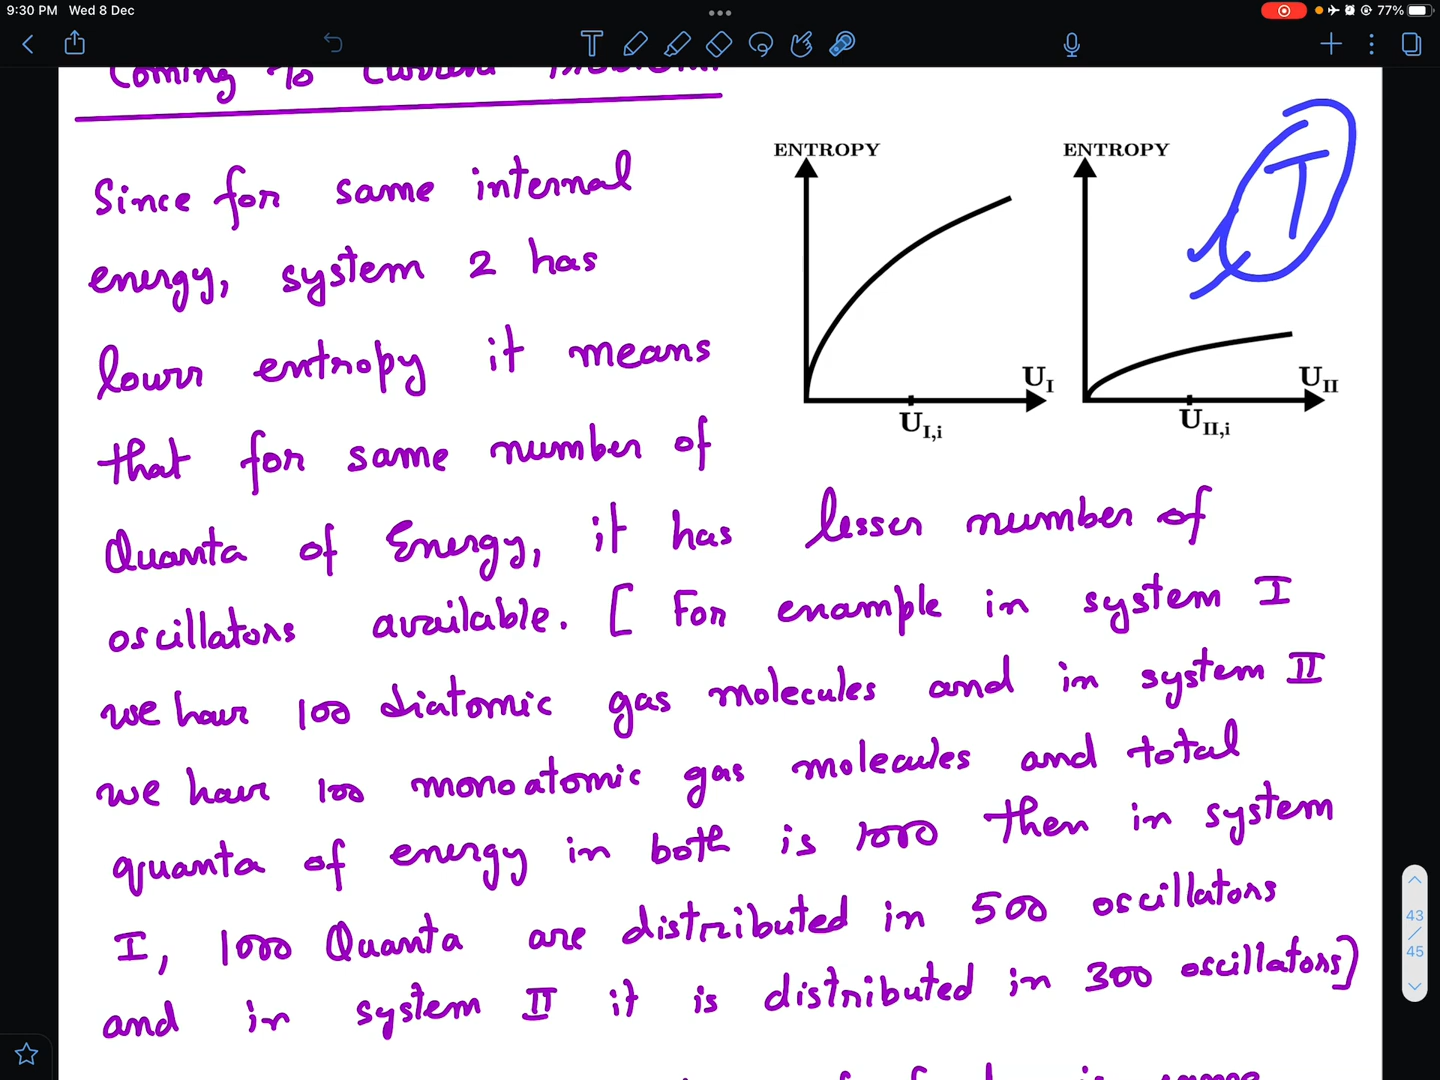 9:30 PM Wed 8 Dec
77%
Coming to Current Problem
Since for same internal
energy, system 2 has
lower entropy it means
that for same number of
Quanta of Energy, it has lesser number of
oscillators available. [ For example in system I
we have 100 diatomic gas molecules and in system II
we have 100 monoatomic gas molecules and total
quanta of energy in both is 1000 then in system
I, 1000 Quanta are distributed in 500 oscillators
and in system II it is distributed in 300 oscillators]
ENTROPY
U_I
U_I,i
ENTROPY
U_II
U_II,i
T
43
/
45